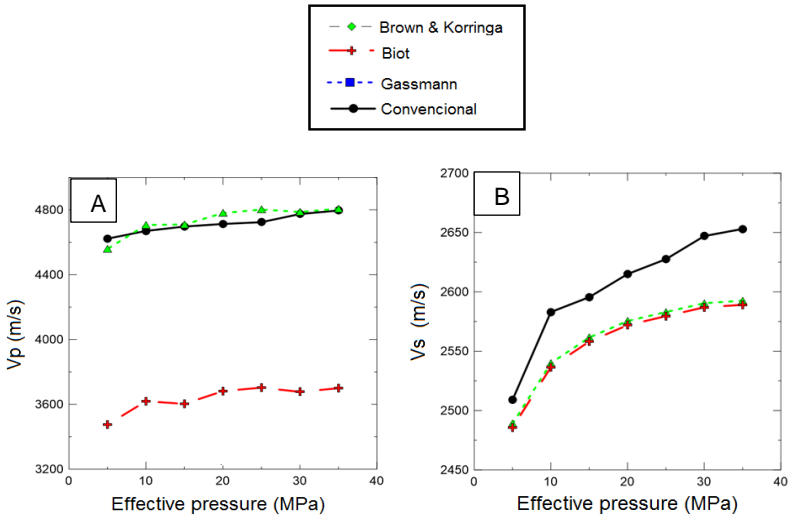 Brown & Korringa
Biot
Gassmann
Convencional
A
Vp (m/s)
4800
4400
4000
3600
3200
0 10 20 30 40
Effective pressure (MPa)
B
Vs (m/s)
2700
2650
2600
2550
2500
2450
0 10 20 30 40
Effective pressure (MPa)